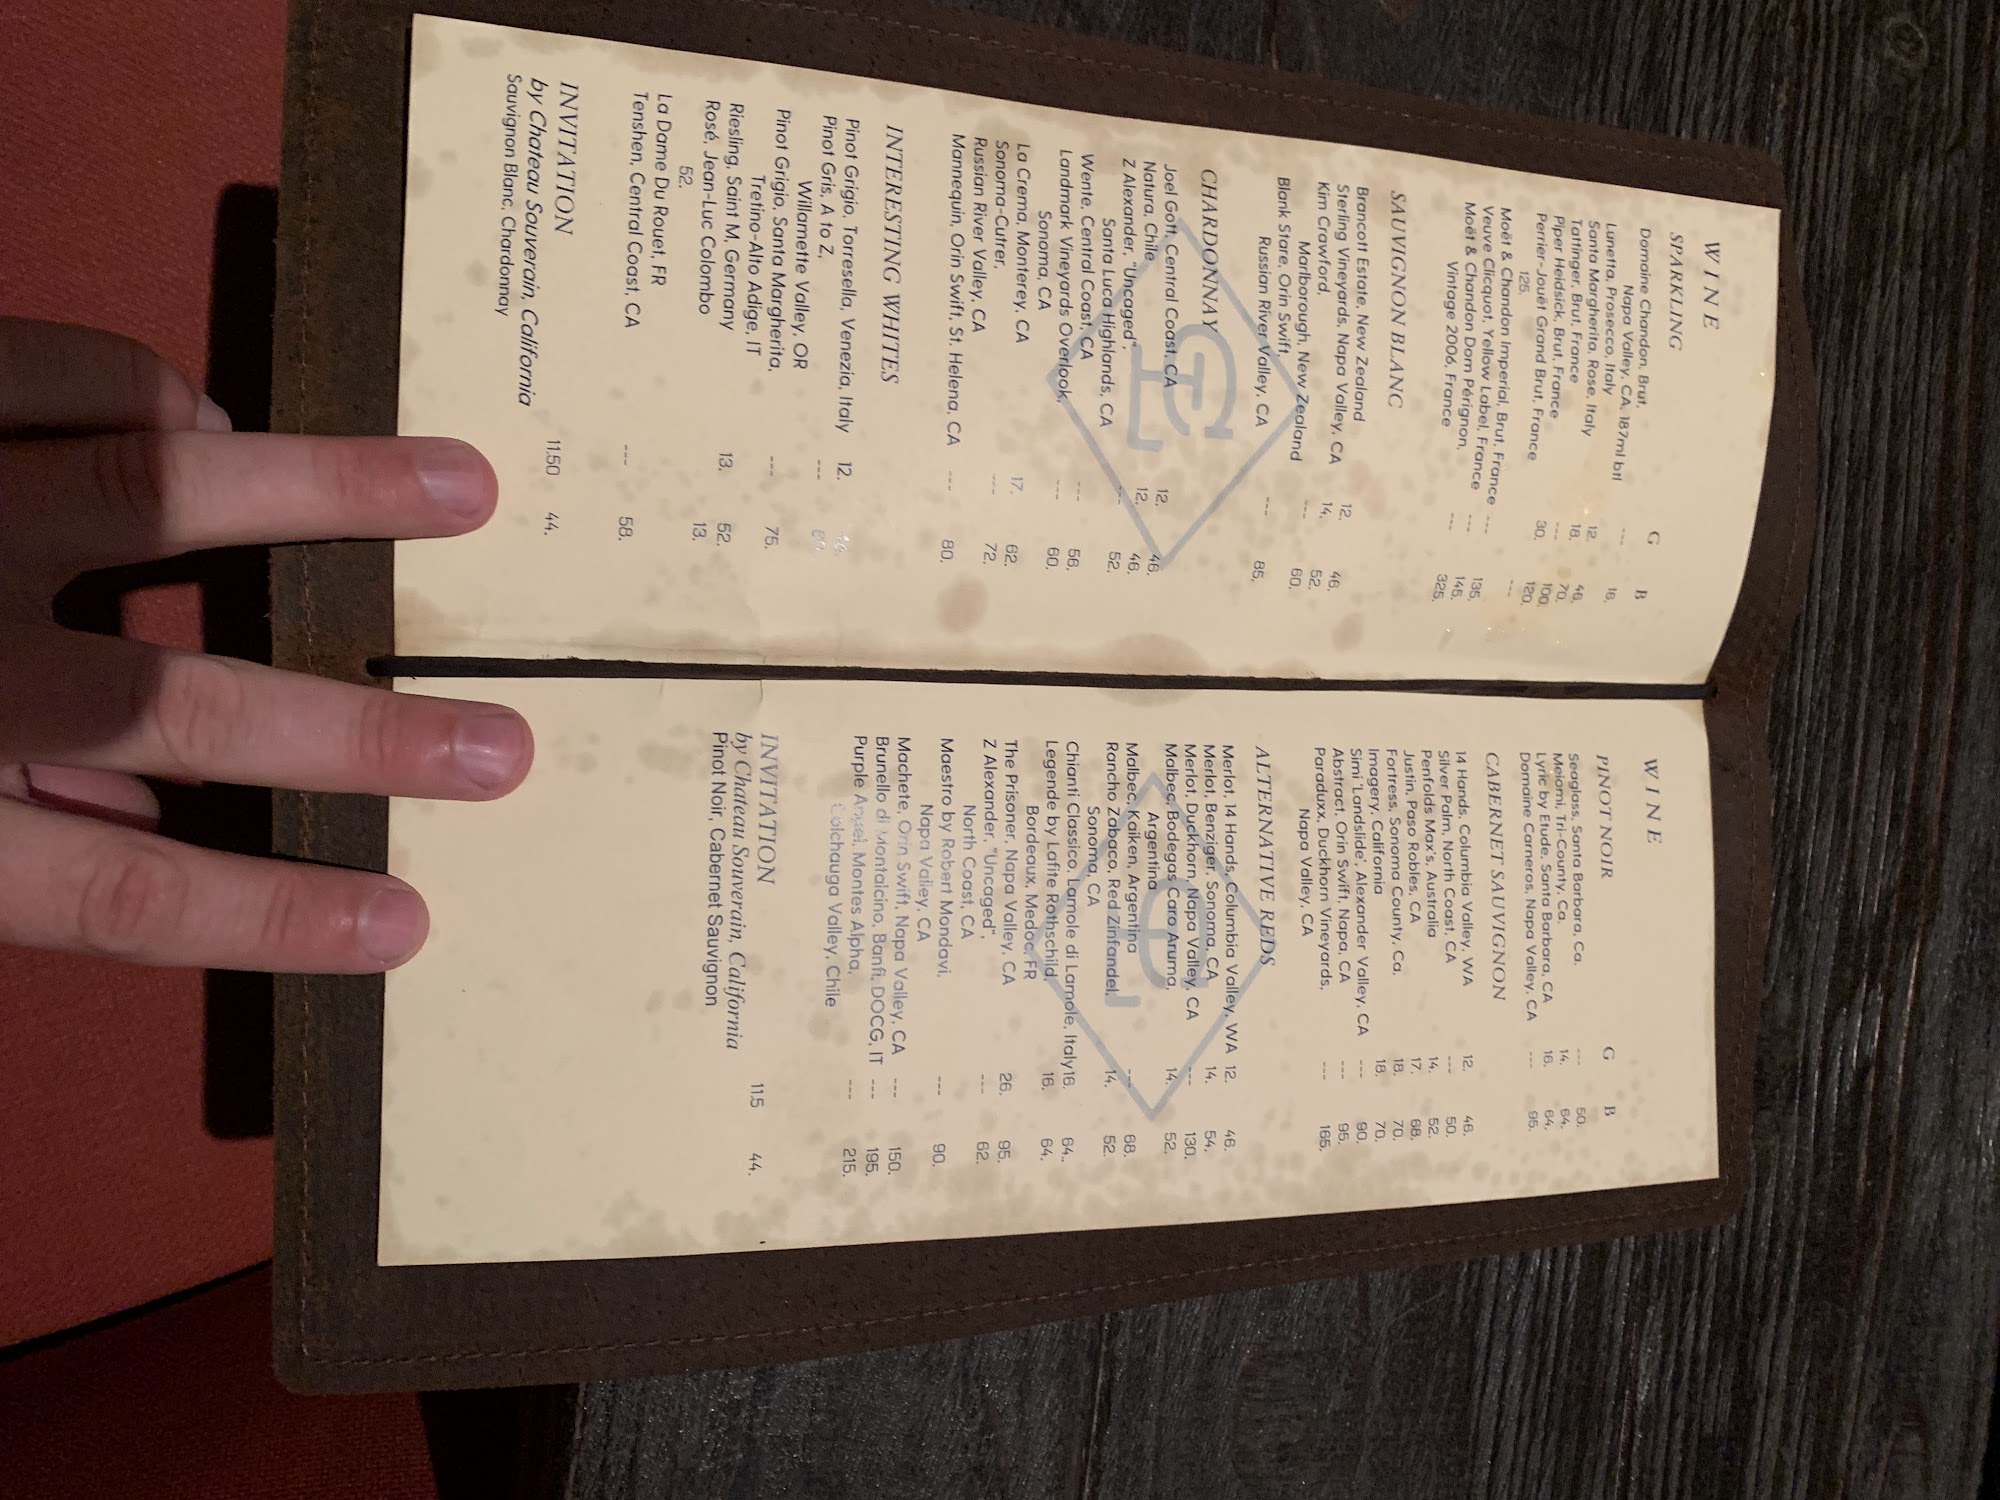 WINE
SPARKLING G B
Domaine Chandon, Brut,
Napa Valley, CA, 187ml btl --- 16.
Lunetta, Prosecco, Italy 12. 46.
Santa Margherita, Rose, Italy 18. 70.
Tattinger, Brut, France --- 100.
Piper Heidsick, Brut, France 30. 120.
Perrier-Jouët Grand Brut, France ---
125.
Moët & Chandon Imperial, Brut, France --- 135.
Veuve Clicquot, Yellow Label, France --- 145.
Moët & Chandon Dom Pérignon, --- 325.
Vintage 2006, France
SAUVIGNON BLANC
Brancott Estate, New Zealand 12. 46.
Sterling Vineyards, Napa Valley, CA 14. 52.
Kim Crawford, --- 60.
Marlborough, New Zealand
Blank Stare, Orin Swift,
Russian River Valley, CA --- 85.
CHARDONNAY
Joel Gott, Central Coast, CA 12. 46.
Natura, Chile 12. 46.
Z Alexander, "Uncaged", --- 52.
Santa Luca Highlands, CA
Wente, Central Coast, CA --- 56.
Landmark Vineyards Overlook, --- 60.
Sonoma, CA
La Crema, Monterey, CA 17. 62.
Sonoma-Cutrer, --- 72.
Russian River Valley, CA
Mannequin, Orin Swift, St. Helena, CA --- 80.
INTERESTING WHITES
Pinot Grigio, Torresella, Venezia, Italy 12.
Pinot Gris, A to Z, ---
Willamette Valley, OR
Pinot Grigio, Santa Margherita, --- 75.
Tretino-Alto Adige, IT
Riesling, Saint M, Germany 13. 52.
Rosé, Jean-Luc Colombo 13.
52.
La Dame Du Rouet, FR
Tenshen, Central Coast, CA --- 58.
INVITATION
by Chateau Souverain, California 11.50 44.
Sauvignon Blanc, Chardonnay
WINE
PINOT NOIR G B
Seaglass, Santa Barbara, Ca. --- 50.
Meiomi, Tri-County, Ca. 14. 64.
Lyric by Etude, Santa Barbara, CA 16. 64.
Domaine Carneros, Napa Valley, CA --- 95.
CABERNET SAUVIGNON
14 Hands, Columbia Valley, WA 12. 46.
Silver Palm, North Coast, CA --- 50.
Penfolds Max's, Australia 14. 52.
Justin, Paso Robles, CA 17. 68.
Fortress, Sonoma County, Ca. 18. 70.
Imagery, California 18. 70.
Simi 'Landslide', Alexander Valley, CA --- 90.
Abstract, Orin Swift, Napa, CA --- 95.
Paraduxx, Duckhorn Vineyards, --- 165.
Napa Valley, CA
ALTERNATIVE REDS
Merlot, 14 Hands, Columbia Valley, WA 12. 46.
Merlot, Benziger, Sonoma, CA 14. 54.
Merlot, Duckhorn, Napa Valley, CA --- 130.
Malbec, Bodegas Caro Aruma, 14. 52.
Argentina
Malbec, Kaiken, Argentina --- 68.
Rancho Zabaco, Red Zinfandel, 14. 52.
Sonoma, CA
Chianti Classico, Lamole di Lamole, Italy16. 64.
Legende by Lafite Rothschild, 16. 64.
Bordeaux, Medoc, FR
The Prisoner, Napa Valley, CA 26. 95.
Z Alexander, "Uncaged", --- 62.
North Coast, CA
Maestro by Robert Mondavi, --- 90.
Napa Valley, CA
Machete, Orin Swift, Napa Valley, CA --- 150.
Brunello di Montalcino, Banfi, DOCG, IT --- 195.
Purple Angel, Montes Alpha, --- 215.
Colchauga Valley, Chile
INVITATION
by Chateau Souverain, California 11.5 44.
Pinot Noir, Cabernet Sauvignon